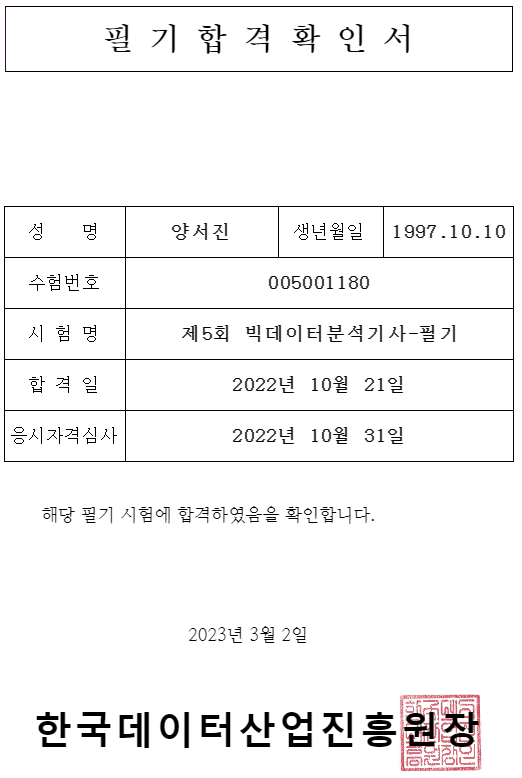 필 기 합 격 확 인 서
성 명 양서진 생년월일 1997.10.10
수험번호 005001180
시 험 명 제5회 빅데이터분석기사-필기
합 격 일 2022년 10월 21일
응시자격심사 2022년 10월 31일
해당 필기 시험에 합격하였음을 확인합니다.
2023년 3월 2일
한국데이터산업진흥원장